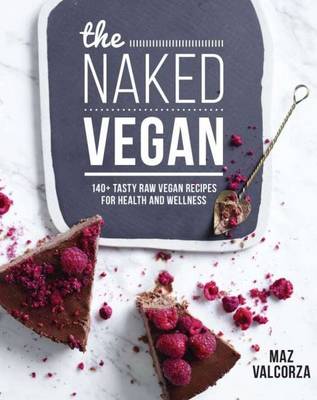 the
NAKED
VEGAN
140+ TASTY RAW VEGAN RECIPES
FOR HEALTH AND WELLNESS
MAZ
VALCORZA